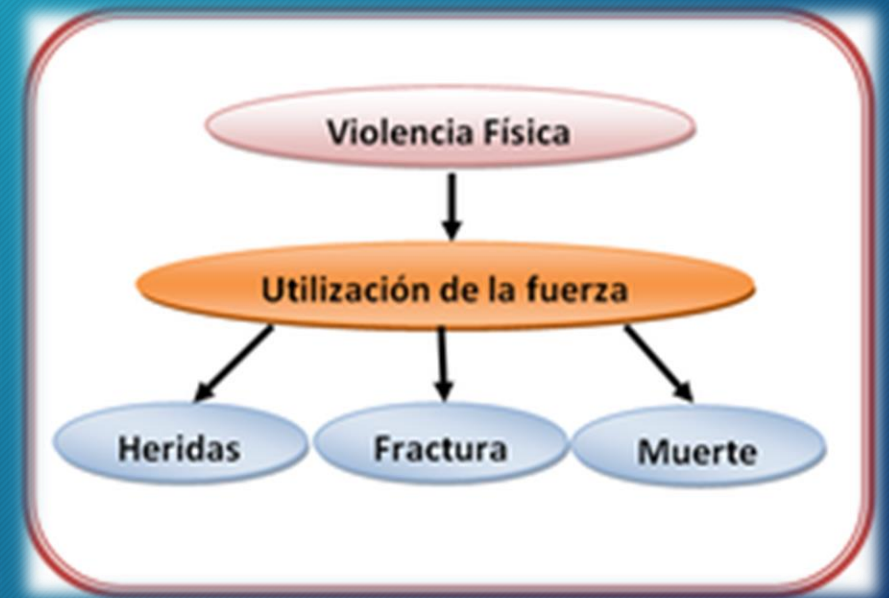 Violencia Física
Utilización de la fuerza
Heridas
Fractura
Muerte